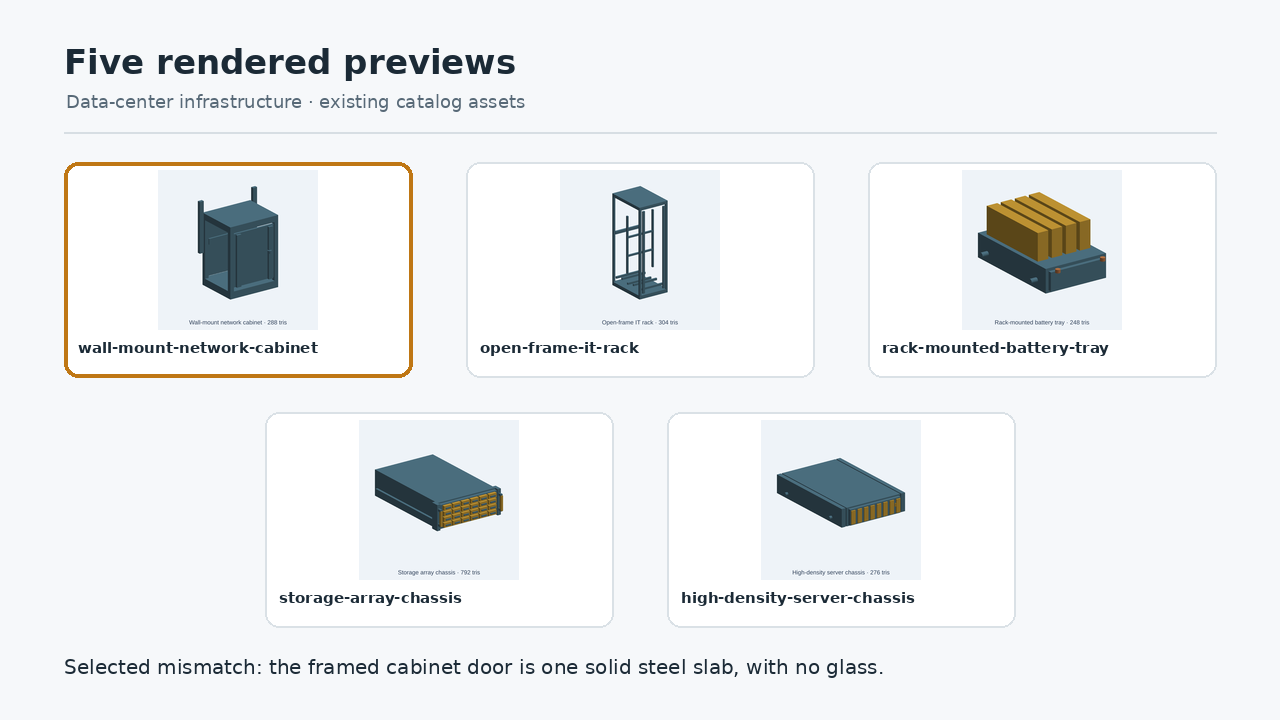 Five rendered previews
Data-center infrastructure · existing catalog assets
Wall-mount network cabinet · 288 tris
wall-mount-network-cabinet
Open-frame IT rack · 304 tris
open-frame-it-rack
Rack-mounted battery tray · 248 tris
rack-mounted-battery-tray
Storage array chassis · 792 tris
storage-array-chassis
High-density server chassis · 276 tris
high-density-server-chassis
Selected mismatch: the framed cabinet door is one solid steel slab, with no glass.